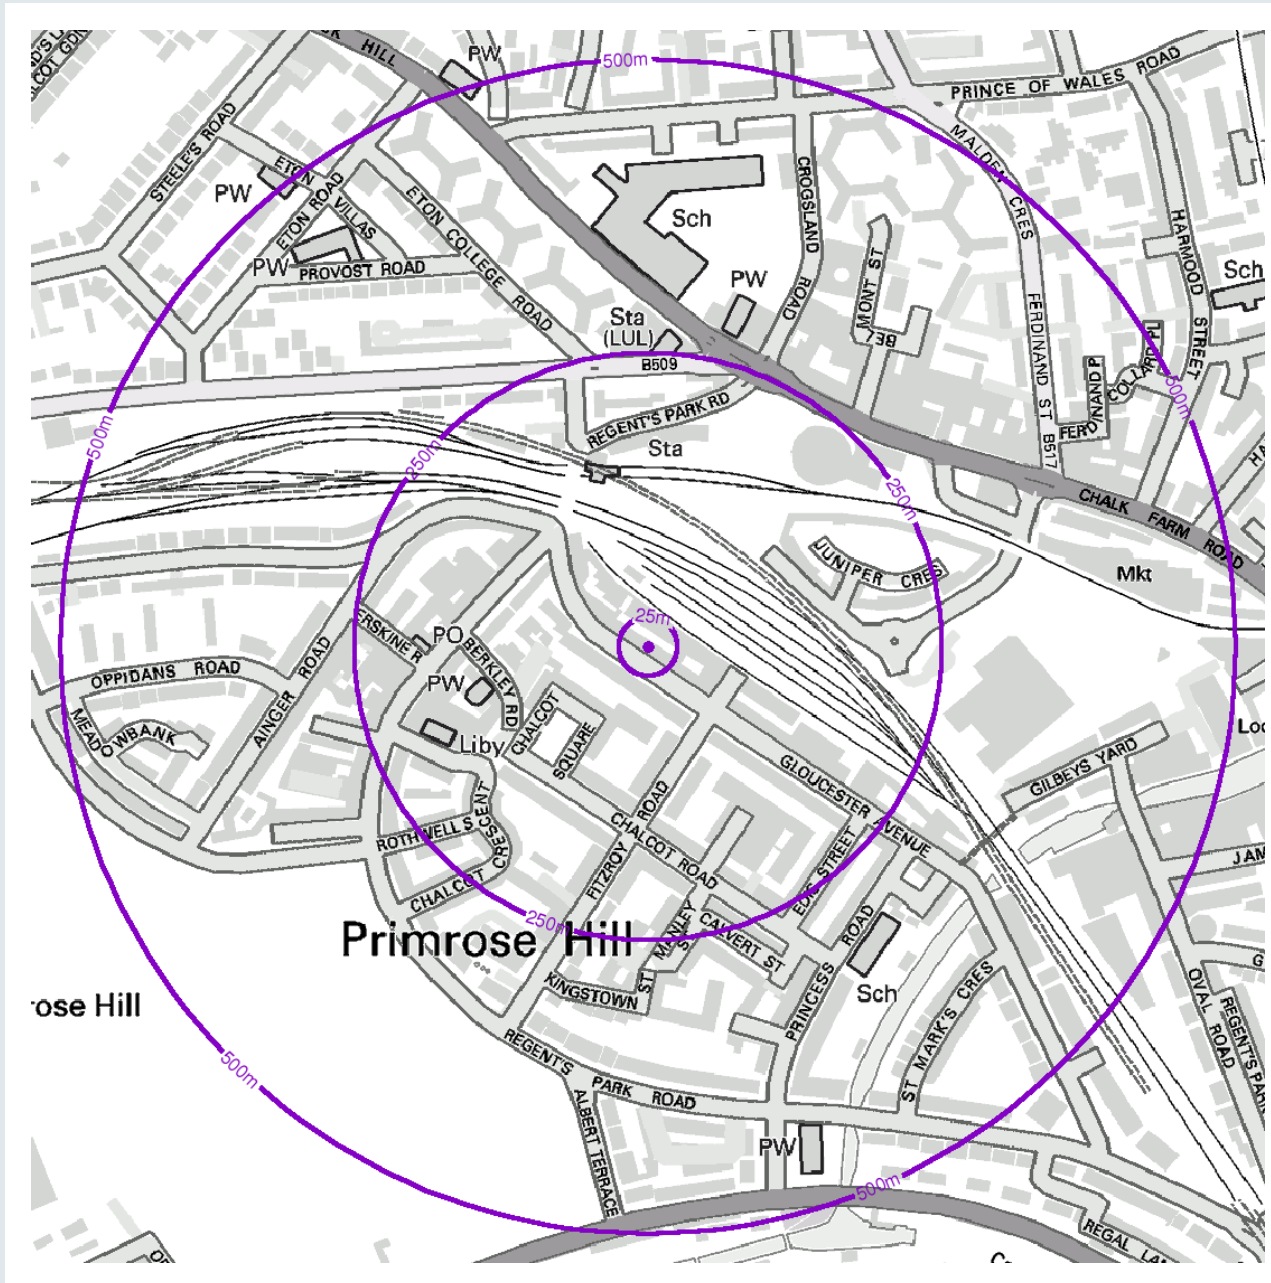 HILL
PW
500m
PRINCE OF WALES ROAD
STEELE'S ROAD
MALDEN CRES
ETON VILLAS
PW
ETON ROAD
ETON COLLEGE ROAD
CROGSLAND ROAD
HARMOOD STREET
Sch
PW
PROVOST ROAD
PW
BEL MONT ST
Sch
Sta
(LUL)
B509
FERDINAND ST B517
COLLARD PL
FERDINAND P
500m
REGENT'S PARK RD
500m
250m
Sta
250m
CHALK FARM ROAD
JUNIPER CRES
Mkt
25m
ERSKINE R
PO
BERKLEY RD
OPPIDANS ROAD
AINGER ROAD
PW
MEADOWBANK
CHALCOT SQUARE
Liby
GILBEYS YARD
GLOUCESTER AVENUE
ROTHWELL S
CHALCOT CRESCENT
FITZROY ROAD
CHALCOT ROAD
EDIS STREET
JAM
250m
Primrose Hill
MANLEY ST
CALVERT ST
PRINCESS ROAD
KINGSTOWN ST
Sch
rose Hill
ST MARK'S CRES
OVAL ROAD
REGENT'S PARK
500m
REGENT'S PARK ROAD
ALBERT TERRACE
PW
500m
REGAL LAN